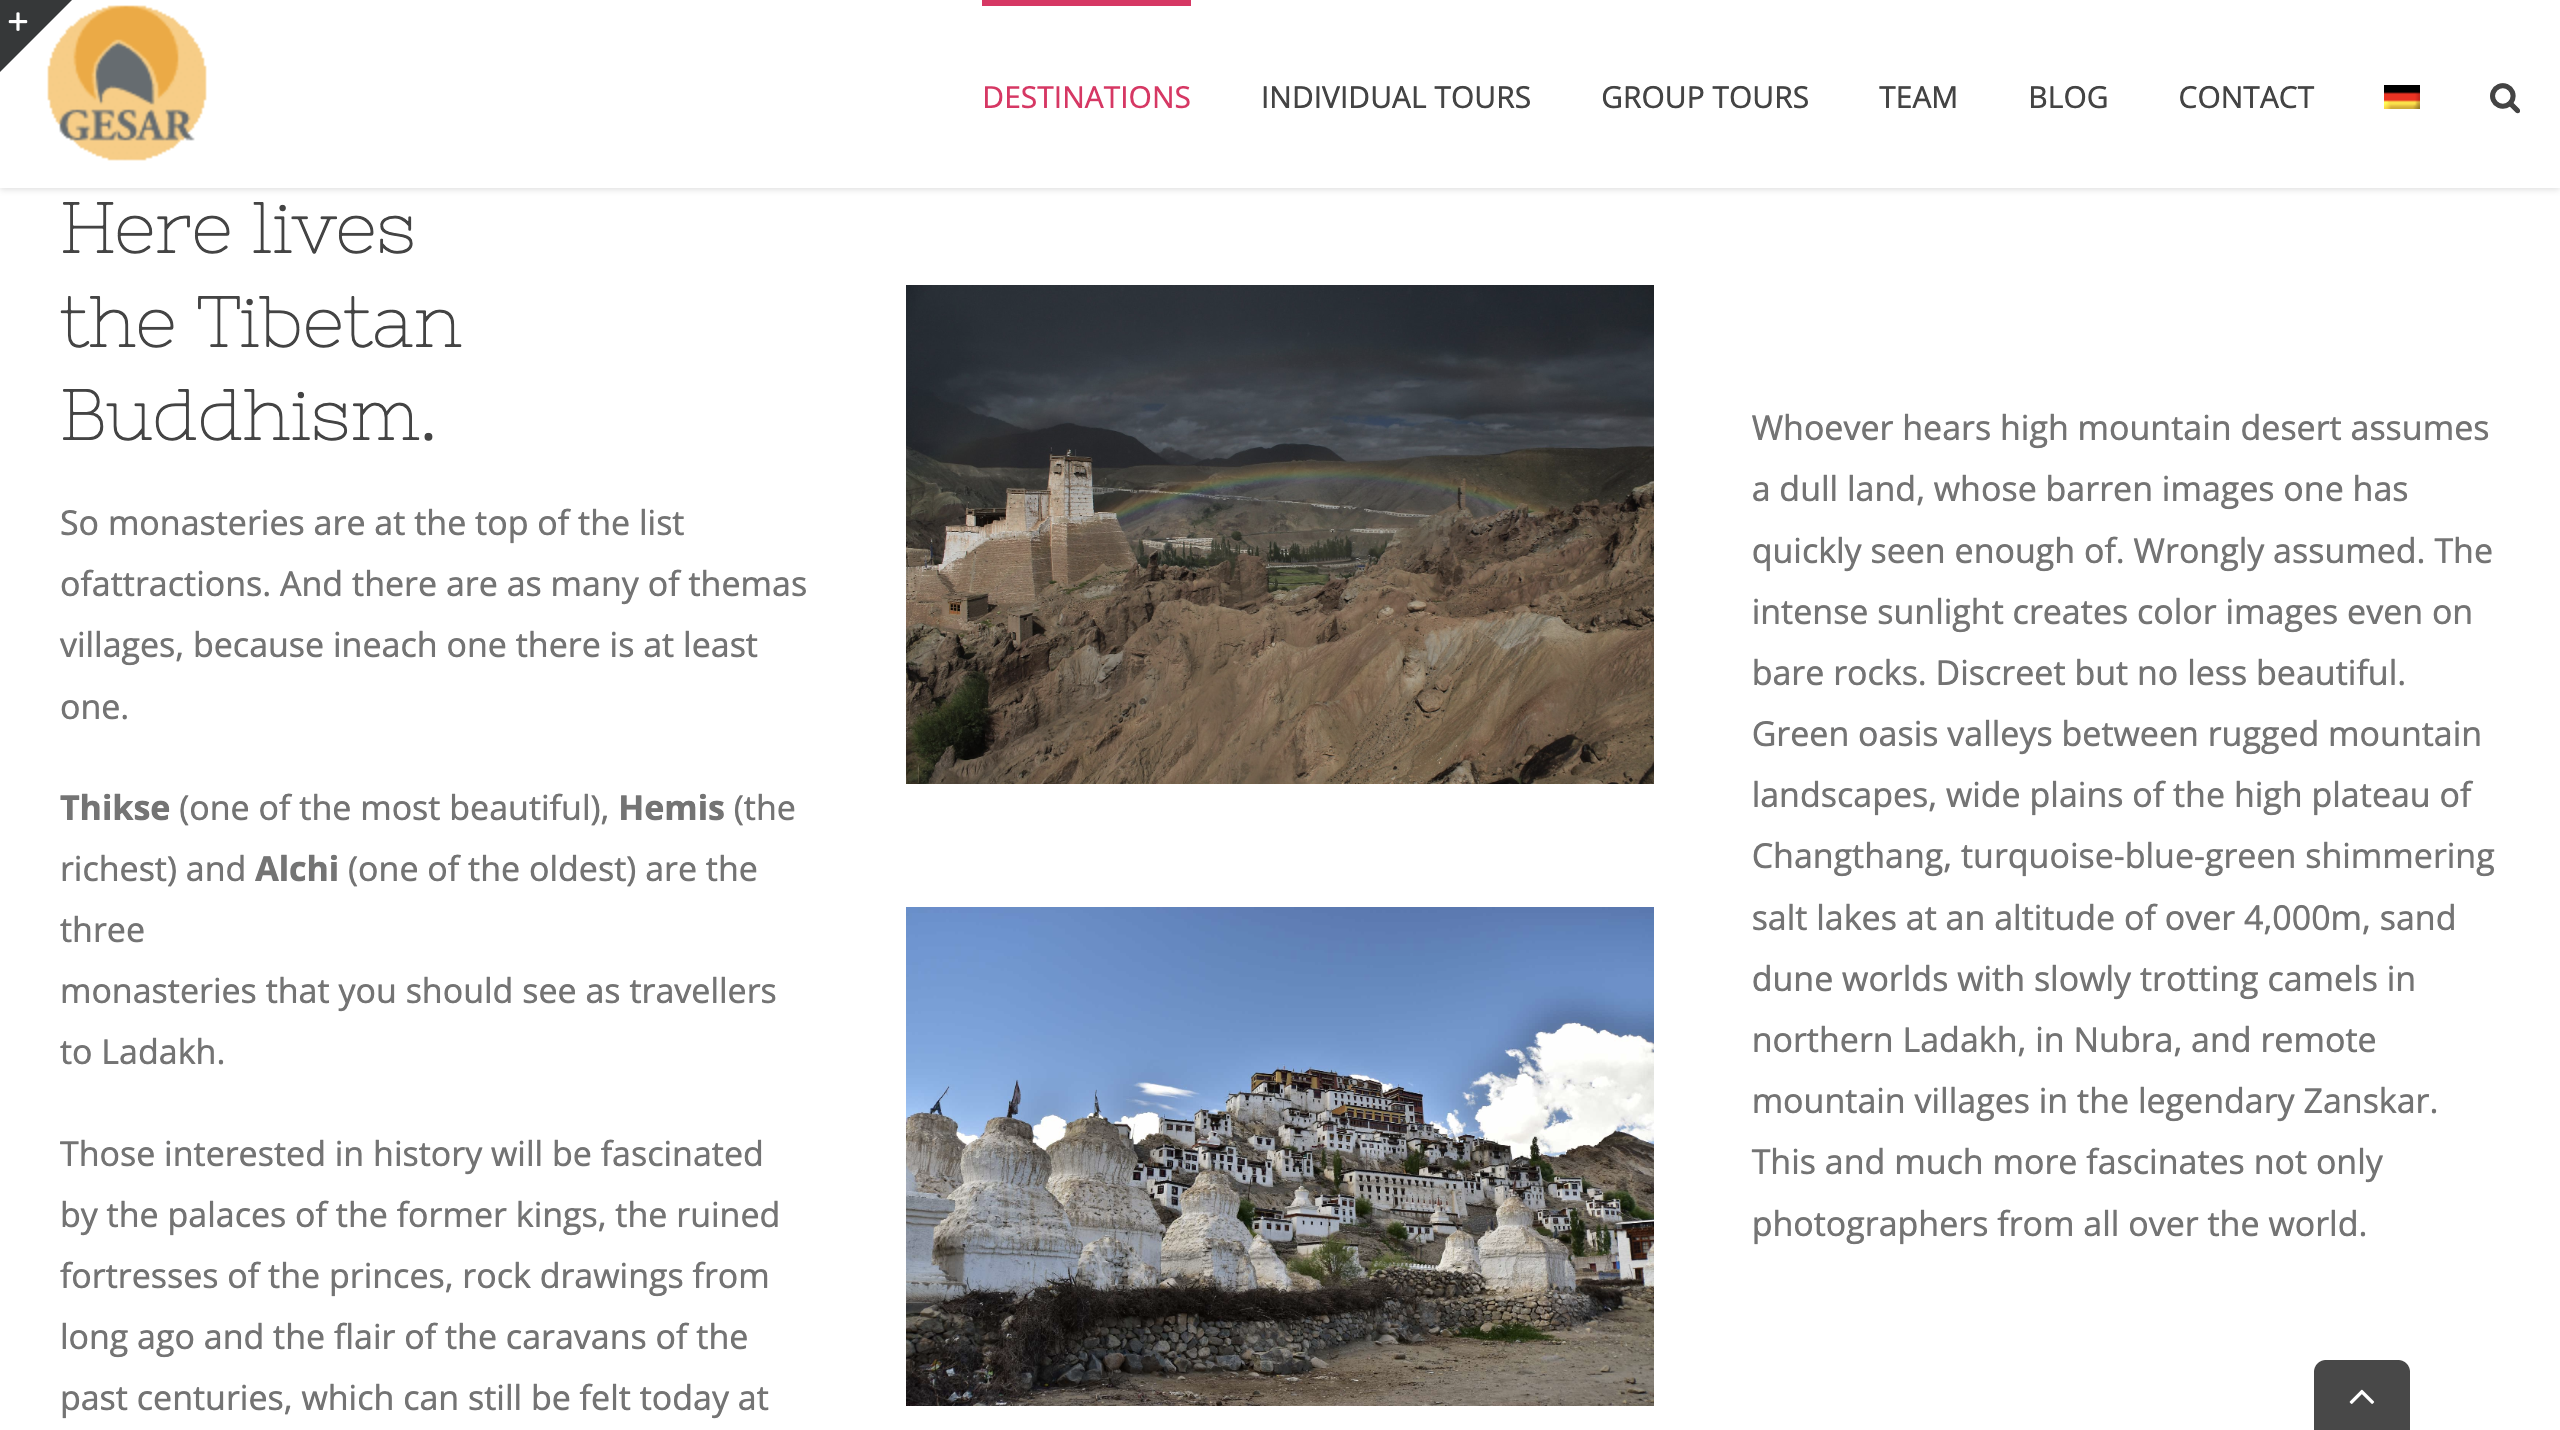 GESAR
DESTINATIONS
INDIVIDUAL TOURS
GROUP TOURS
TEAM
BLOG
CONTACT
Here lives
the Tibetan
Buddhism.
So monasteries are at the top of the list
ofattractions. And there are as many of themas
villages, because ineach one there is at least
one.
Thikse (one of the most beautiful), Hemis (the
richest) and Alchi (one of the oldest) are the
three
monasteries that you should see as travellers
to Ladakh.
Those interested in history will be fascinated
by the palaces of the former kings, the ruined
fortresses of the princes, rock drawings from
long ago and the flair of the caravans of the
past centuries, which can still be felt today at
Whoever hears high mountain desert assumes
a dull land, whose barren images one has
quickly seen enough of. Wrongly assumed. The
intense sunlight creates color images even on
bare rocks. Discreet but no less beautiful.
Green oasis valleys between rugged mountain
landscapes, wide plains of the high plateau of
Changthang, turquoise-blue-green shimmering
salt lakes at an altitude of over 4,000m, sand
dune worlds with slowly trotting camels in
northern Ladakh, in Nubra, and remote
mountain villages in the legendary Zanskar.
This and much more fascinates not only
photographers from all over the world.